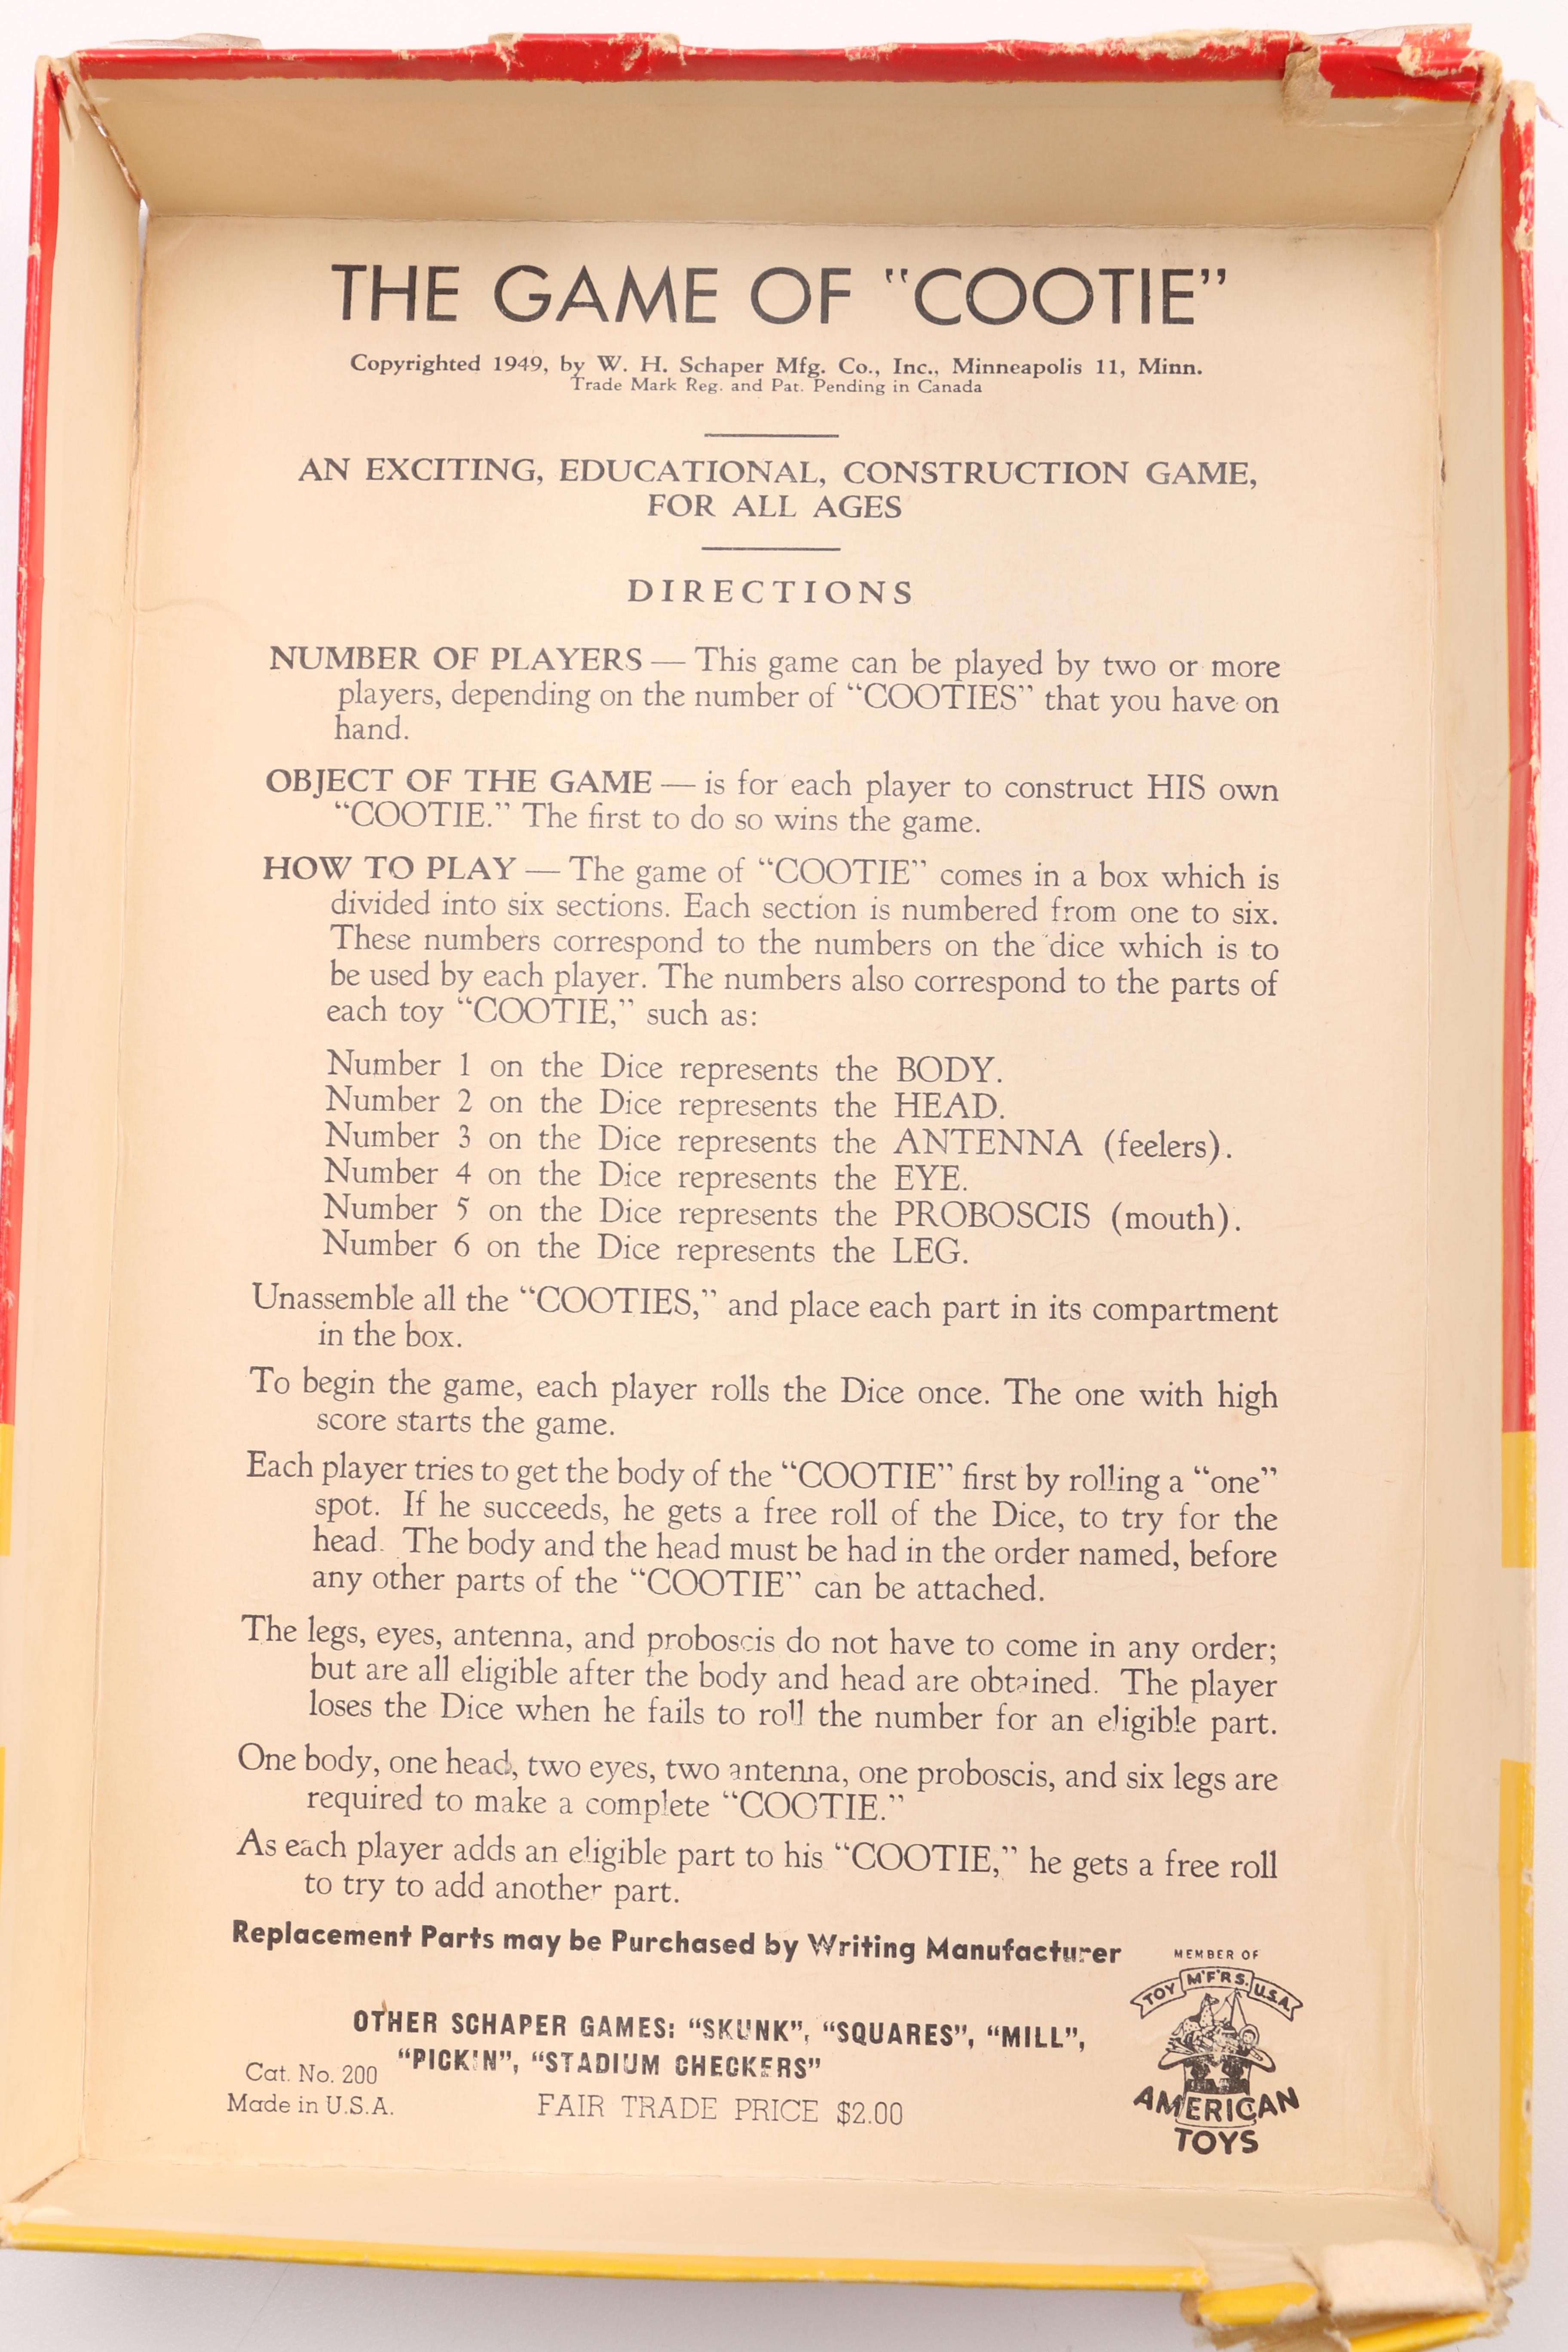 THE GAME OF "COOTIE"
Copyrighted 1949, by W. H. Schaper Mfg. Co., Inc., Minneapolis 11, Minn.
Trade Mark Reg. and Pat. Pending in Canada
AN EXCITING, EDUCATIONAL, CONSTRUCTION GAME,
FOR ALL AGES
DIRECTIONS
NUMBER OF PLAYERS — This game can be played by two or more
players, depending on the number of "COOTIES" that you have on
hand.
OBJECT OF THE GAME — is for each player to construct HIS own
"COOTIE." The first to do so wins the game.
HOW TO PLAY — The game of "COOTIE" comes in a box which is
divided into six sections. Each section is numbered from one to six.
These numbers correspond to the numbers on the dice which is to
be used by each player. The numbers also correspond to the parts of
each toy "COOTIE," such as:
Number 1 on the Dice represents the BODY.
Number 2 on the Dice represents the HEAD.
Number 3 on the Dice represents the ANTENNA (feelers).
Number 4 on the Dice represents the EYE.
Number 5 on the Dice represents the PROBOSCIS (mouth).
Number 6 on the Dice represents the LEG.
Unassemble all the "COOTIES," and place each part in its compartment
in the box.
To begin the game, each player rolls the Dice once. The one with high
score starts the game.
Each player tries to get the body of the "COOTIE" first by rolling a "one"
spot. If he succeeds, he gets a free roll of the Dice, to try for the
head. The body and the head must be had in the order named, before
any other parts of the "COOTIE" can be attached.
The legs, eyes, antenna, and proboscis do not have to come in any order;
but are all eligible after the body and head are obtained. The player
loses the Dice when he fails to roll the number for an eligible part.
One body, one head, two eyes, two antenna, one proboscis, and six legs are
required to make a complete "COOTIE."
As each player adds an eligible part to his "COOTIE," he gets a free roll
to try to add another part.
Replacement Parts may be Purchased by Writing Manufacturer
OTHER SCHAPER GAMES: "SKUNK", "SQUARES", "MILL",
"PICKIN", "STADIUM CHECKERS"
Cat. No. 200
Made in U.S.A.
FAIR TRADE PRICE $2.00
MEMBER OF
TOY M'F'RS. U.S.A.
AMERICAN
TOYS